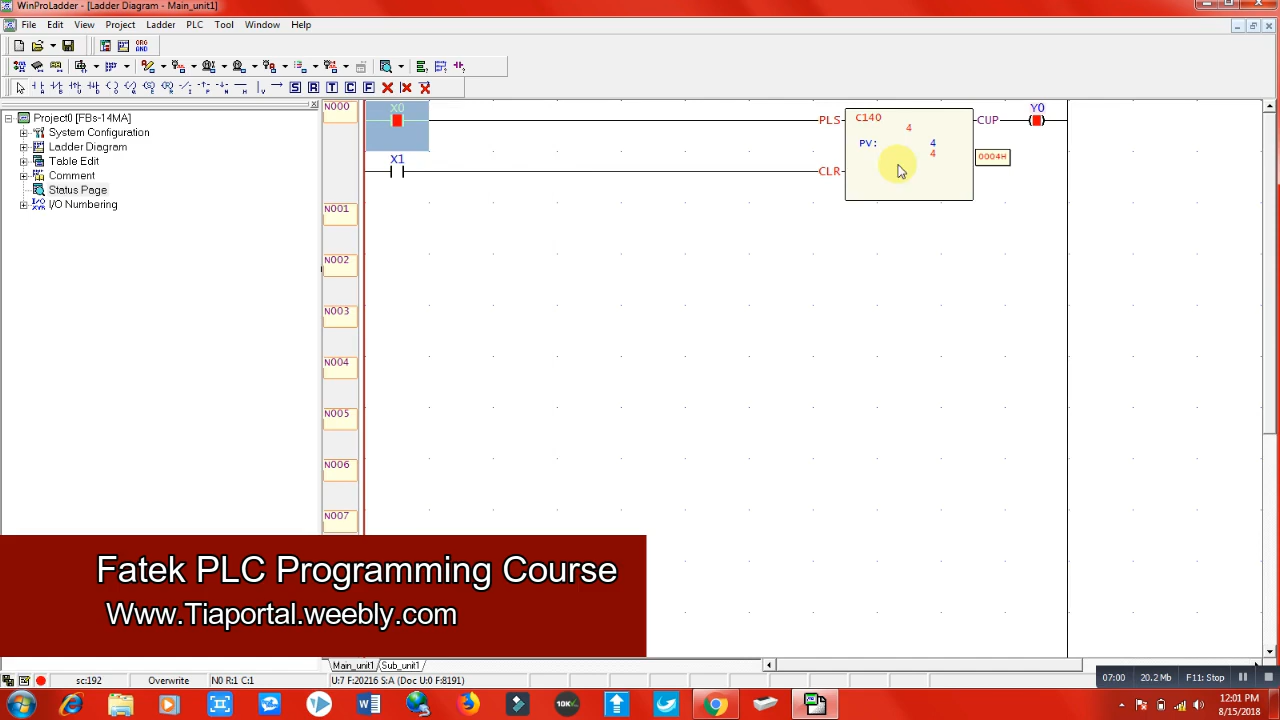 WinProLadder - [Ladder Diagram - Main_unit1]
File Edit View Project Ladder PLC Tool Window Help
ORG
GND
S R T C F
Project0 [FBs-14MA]
System Configuration
Ladder Diagram
Table Edit
Comment
Status Page
I/O Numbering
N000
X0
PLS
C140
4
PV: 4
4
CUP
Y0
0004H
X1
CLR
N001
N002
N003
N004
N005
N006
N007
Fatek PLC Programming Course
Www.Tiaportal.weebly.com
Main_unit1 Sub_unit1
sc:192 Overwrite N0 R:1 C:1 U:7 F:20216 S:A (Doc U:0 F:8191)
07:00 20.2 Mb F11: Stop
10K
12:01 PM
8/15/2018